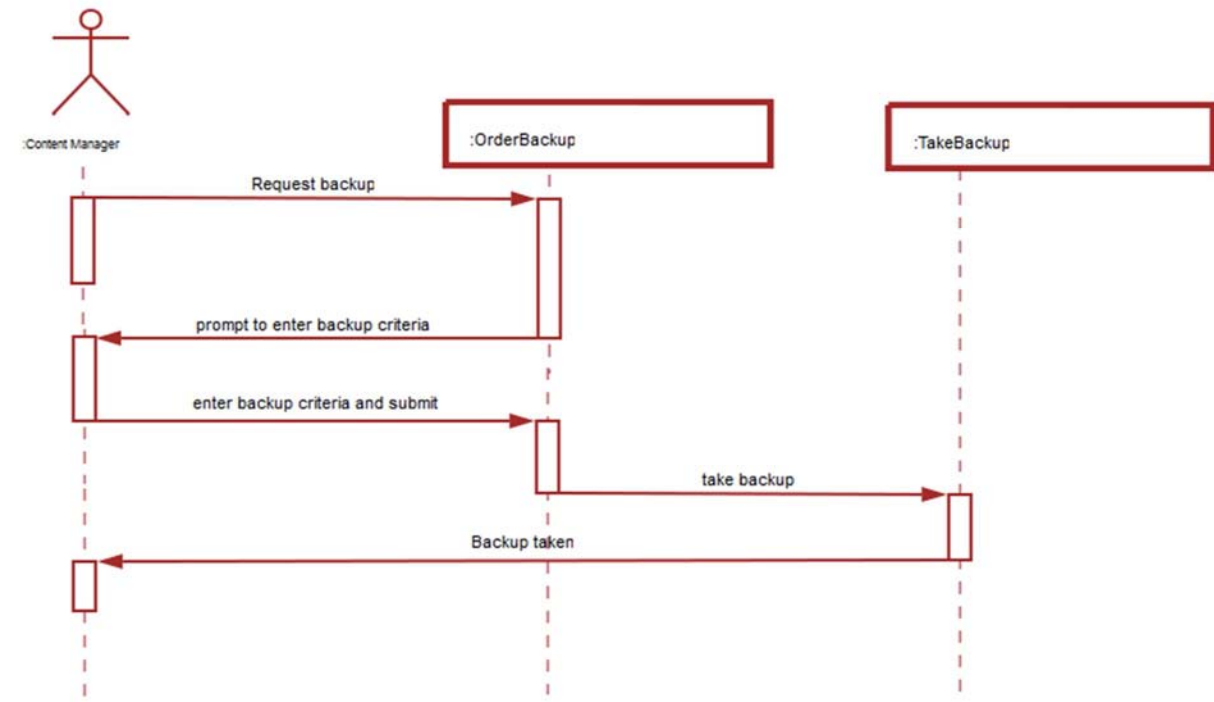 :Content Manager
:OrderBackup
:TakeBackup
Request backup
prompt to enter backup criteria
enter backup criteria and submit
take backup
Backup taken